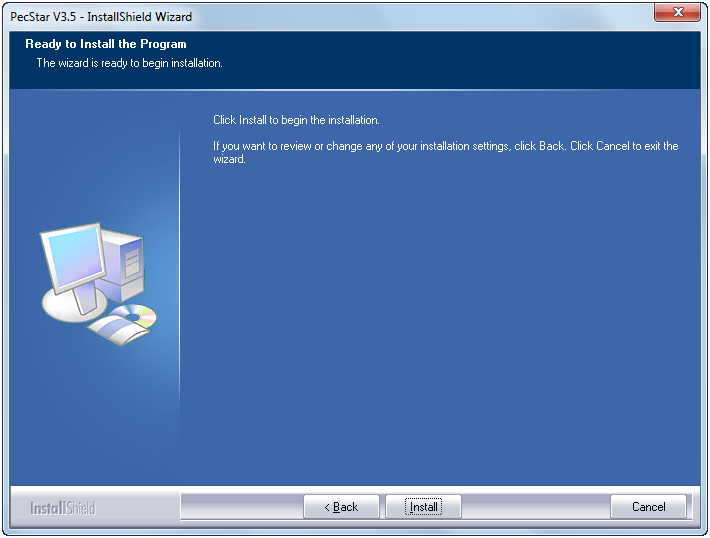 PecStar V3.5 - InstallShield Wizard
Ready to Install the Program
The wizard is ready to begin installation.
Click Install to begin the installation.
If you want to review or change any of your installation settings, click Back. Click Cancel to exit the
wizard.
InstallShield
< Back
Install
Cancel